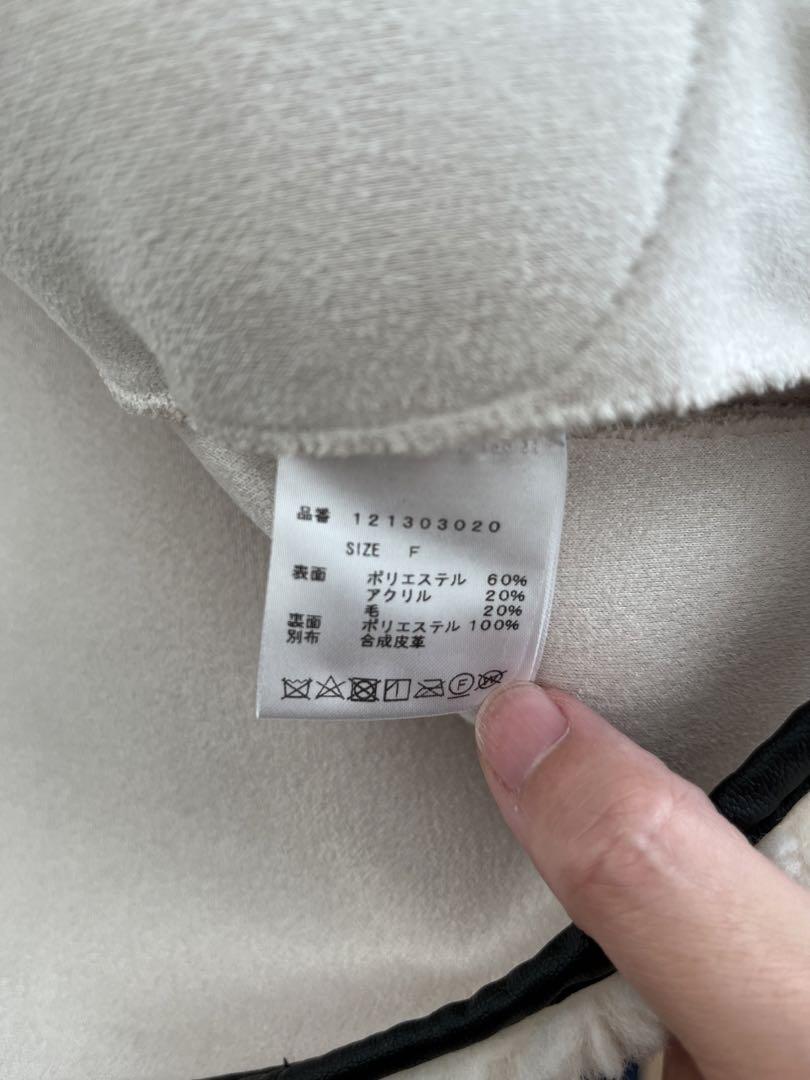 品番 121303020
SIZE F
表面 ポリエステル 60%
アクリル 20%
毛 20%
裏面 ポリエステル 100%
別布 合成皮革
F W